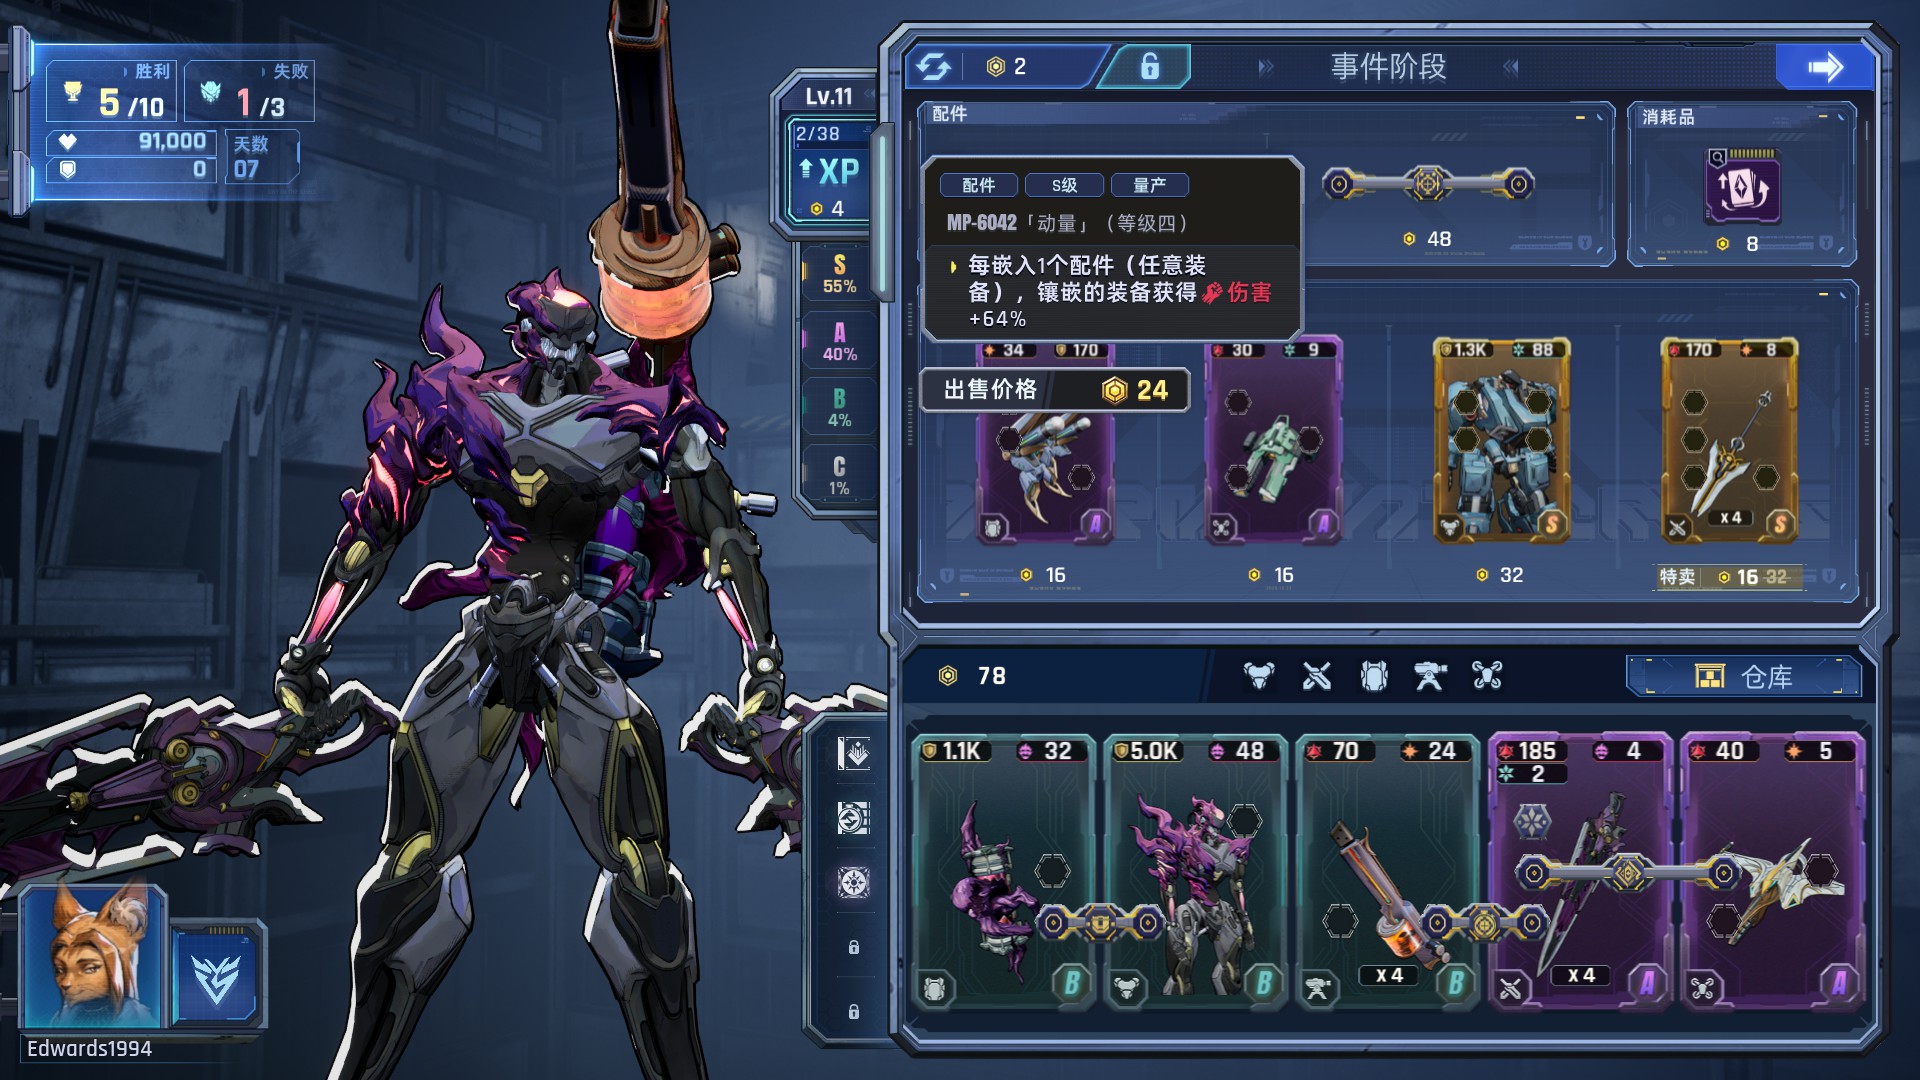 胜利
5 /10
失败
1 /3
91,000
0
天数
07
Lv.11
2/38
XP
4
S
55%
A
40%
B
4%
C
1%
2
事件阶段
配件
消耗品
48
8
配件
S级
量产
MP-6042「动量」（等级四）
每嵌入1个配件（任意装
备），镶嵌的装备获得伤害
+64%
出售价格
24
34
170
A
16
30
9
A
16
1.3K
88
S
32
170
8
x4
S
特卖
16 32
78
仓库
1.1K
32
B
5.0K
48
B
70
24
x4
B
185
4
2
x4
A
40
5
A
Edwards1994